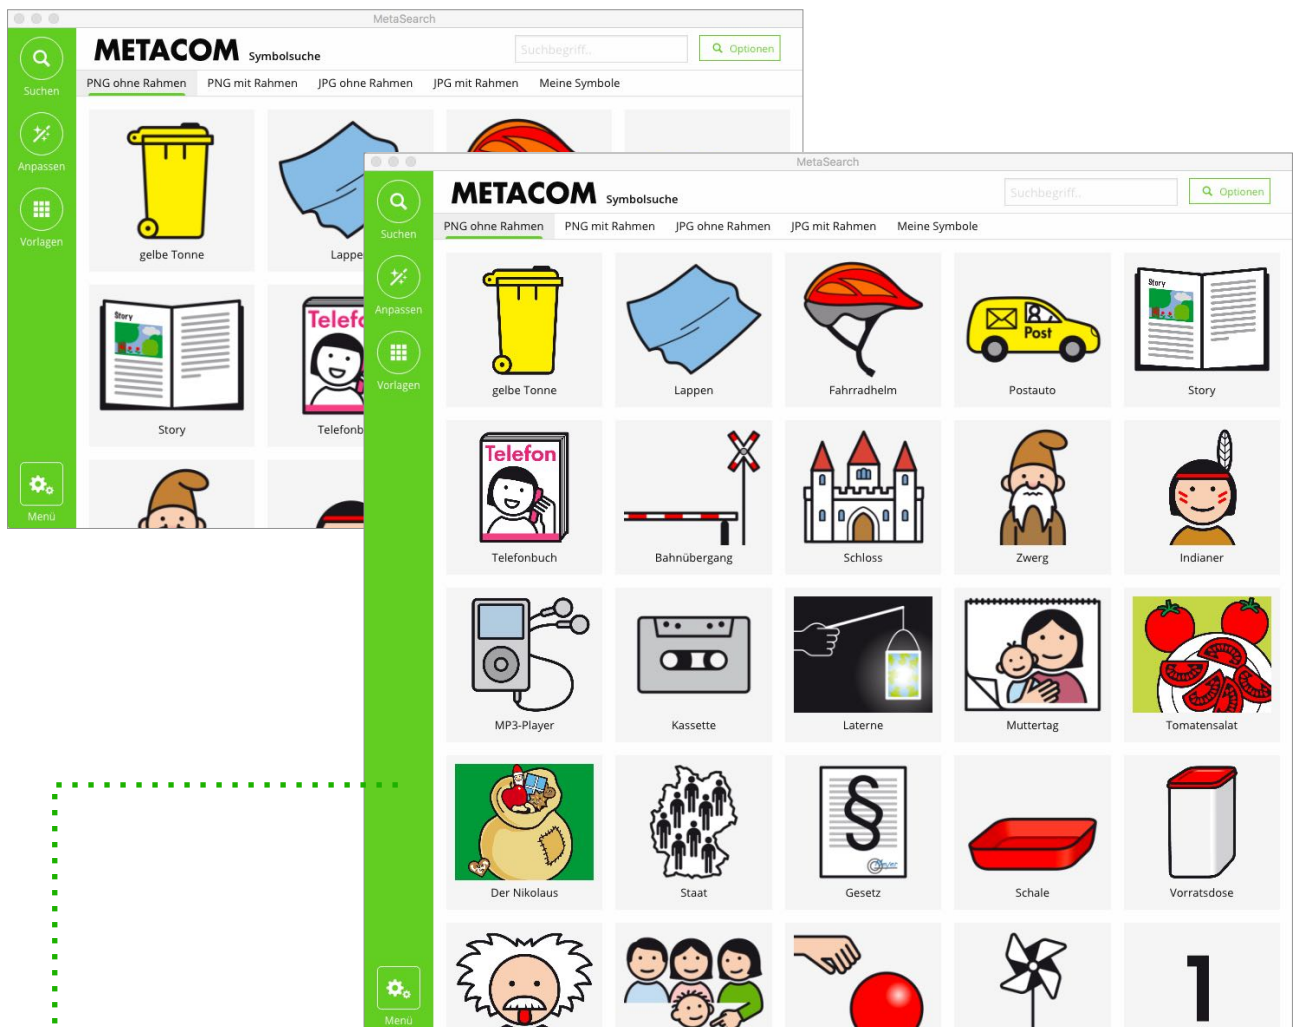 MetaSearch
METACOM Symbolsuche
Suchbegriff..
Optionen
Suchen
PNG ohne Rahmen PNG mit Rahmen JPG ohne Rahmen JPG mit Rahmen Meine Symbole
Anpassen
Vorlagen
gelbe Tonne
Lappe
Story
Telefo
Story
Telefonb
Menü
MetaSearch
METACOM Symbolsuche
Suchbegriff..
Optionen
Suchen
PNG ohne Rahmen PNG mit Rahmen JPG ohne Rahmen JPG mit Rahmen Meine Symbole
Anpassen
Vorlagen
Post
Story
gelbe Tonne Lappen Fahrradhelm Postauto Story
Telefon
Telefonbuch Bahnübergang Schloss Zwerg Indianer
MP3-Player Kassette Laterne Muttertag Tomatensalat
§
Der Nikolaus Staat Gesetz Schale Vorratsdose
1
Menü